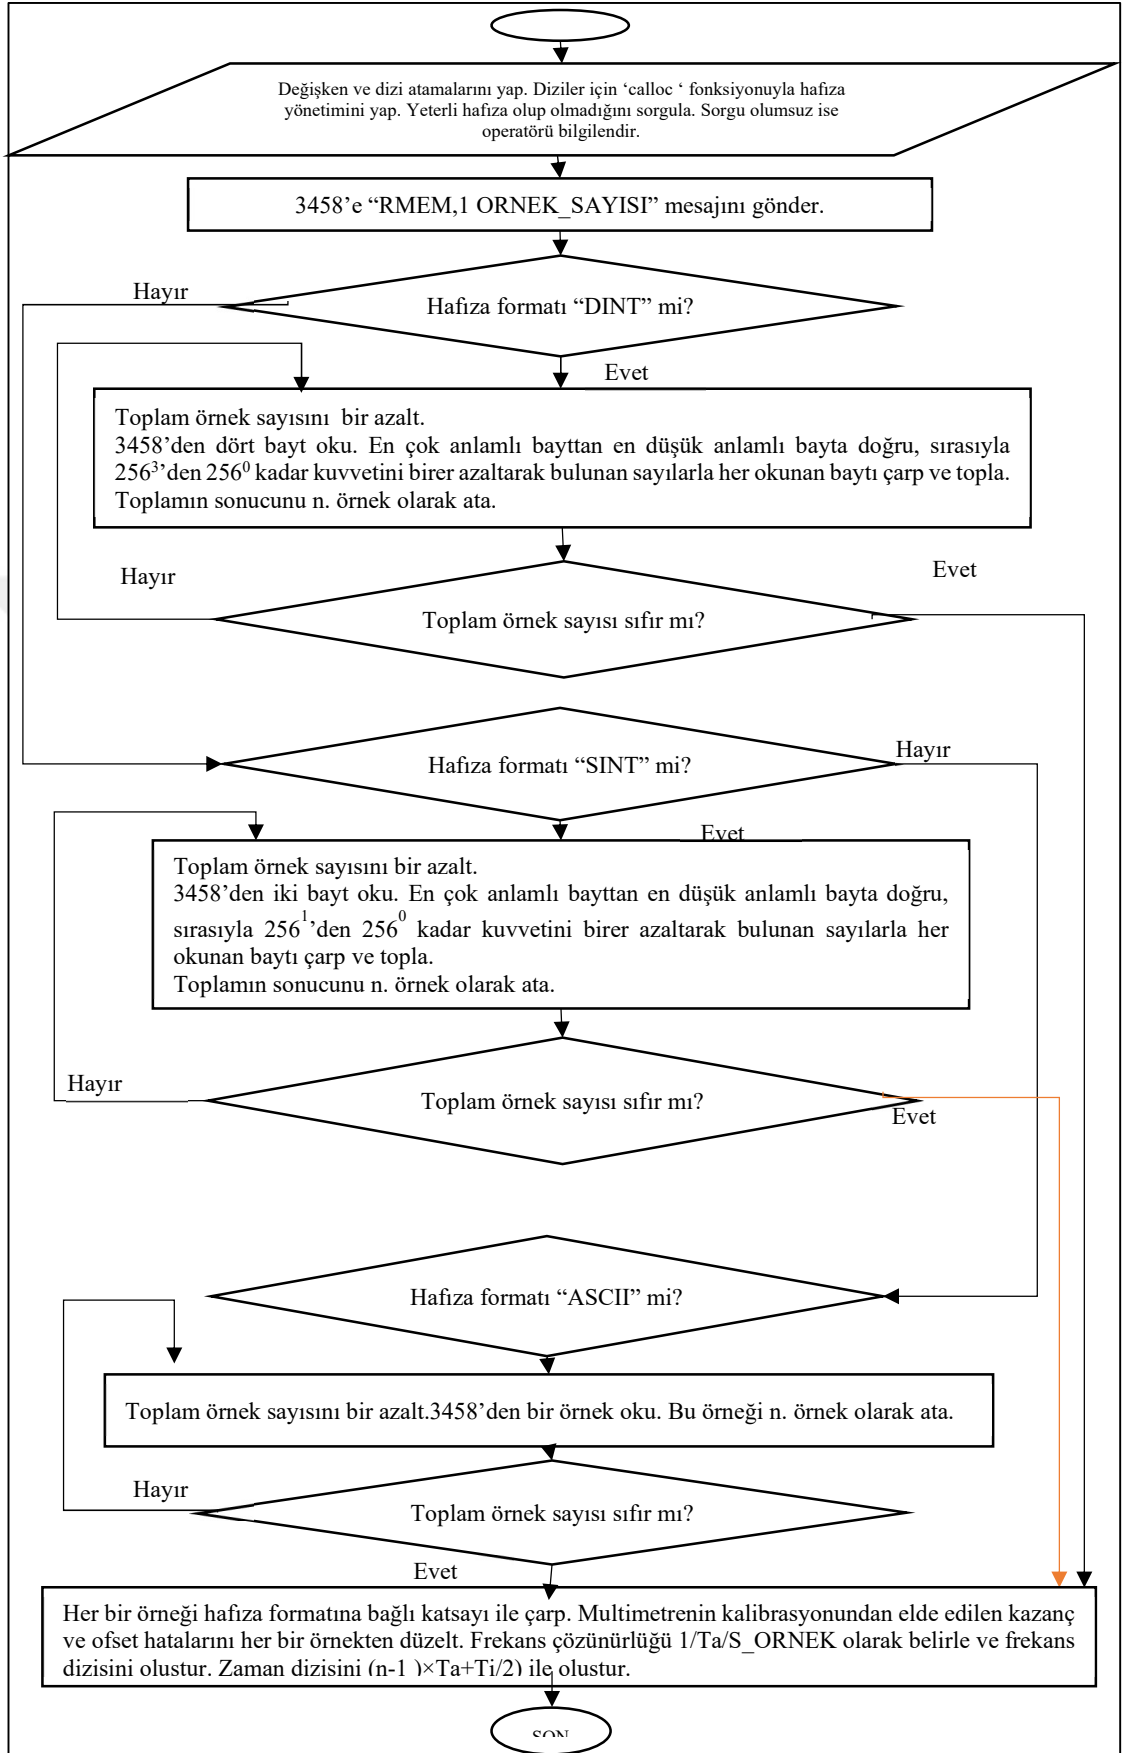 Değişken ve dizi atamalarını yap. Diziler için ‘calloc ‘ fonksiyonuyla hafıza
yönetimini yap. Yeterli hafıza olup olmadığını sorgula. Sorgu olumsuz ise
operatörü bilgilendir.
3458’e “RMEM,1 ORNEK_SAYISI” mesajını gönder.
Hayır
Hafıza formatı “DINT” mi?
Evet
Toplam örnek sayısını  bir azalt.
3458’den dört bayt oku. En çok anlamlı bayttan en düşük anlamlı bayta doğru, sırasıyla
256³’den 256⁰ kadar kuvvetini birer azaltarak bulunan sayılarla her okunan baytı çarp ve topla.
Toplamın sonucunu n. örnek olarak ata.
Hayır
Evet
Toplam örnek sayısı sıfır mı?
Hafıza formatı “SINT” mi?
Hayır
Evet
Toplam örnek sayısını bir azalt.
3458’den iki bayt oku. En çok anlamlı bayttan en düşük anlamlı bayta doğru,
sırasıyla 256¹’den 256⁰ kadar kuvvetini birer azaltarak bulunan sayılarla her
okunan baytı çarp ve topla.
Toplamın sonucunu n. örnek olarak ata.
Hayır
Toplam örnek sayısı sıfır mı?
Evet
Hafıza formatı “ASCII” mi?
Toplam örnek sayısını bir azalt.3458’den bir örnek oku. Bu örneği n. örnek olarak ata.
Hayır
Toplam örnek sayısı sıfır mı?
Evet
Her bir örneği hafıza formatına bağlı katsayı ile çarp. Multimetrenin kalibrasyonundan elde edilen kazanç
ve ofset hatalarını her bir örnekten düzelt. Frekans çözünürlüğü 1/Ta/S_ORNEK olarak belirle ve frekans
dizisini oluştur. Zaman dizisini (n-1 )×Ta+Ti/2) ile oluştur.
SON